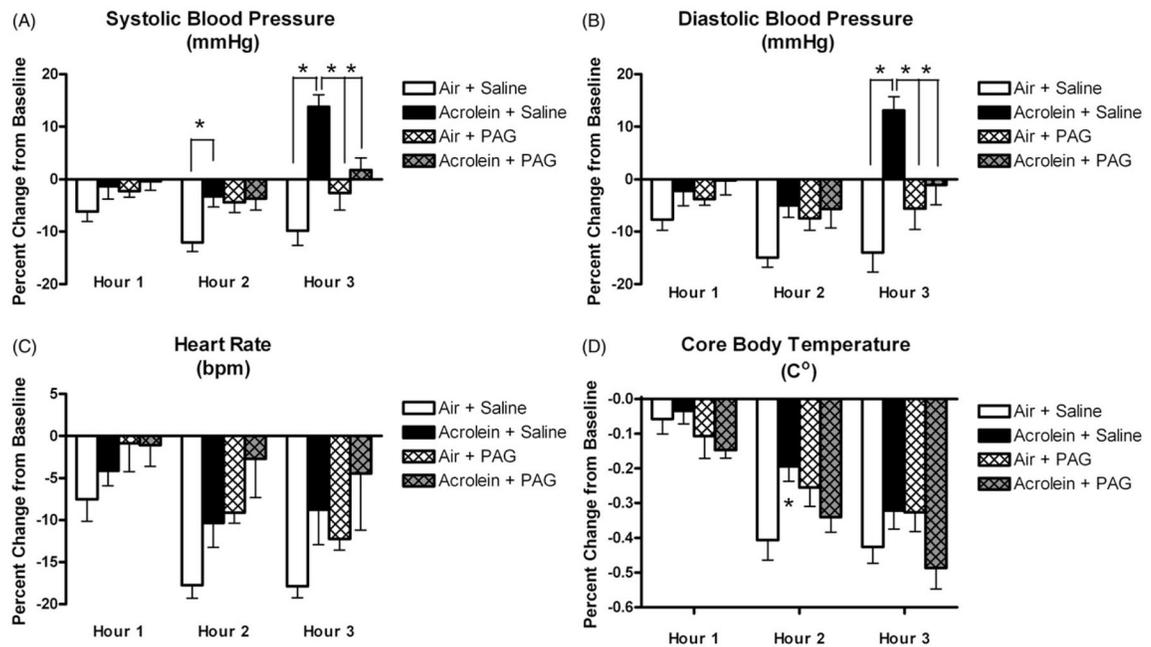 (A)
Systolic Blood Pressure
(mmHg)
Percent Change from Baseline
20
10
0
-10
-20
*
* * *
Hour 1 Hour 2 Hour 3
Air + Saline
Acrolein + Saline
Air + PAG
Acrolein + PAG
(B)
Diastolic Blood Pressure
(mmHg)
Percent Change from Baseline
20
10
0
-10
-20
* * *
Hour 1 Hour 2 Hour 3
Air + Saline
Acrolein + Saline
Air + PAG
Acrolein + PAG
(C)
Heart Rate
(bpm)
Percent Change from Baseline
5
0
-5
-10
-15
-20
Hour 1 Hour 2 Hour 3
Air + Saline
Acrolein + Saline
Air + PAG
Acrolein + PAG
(D)
Core Body Temperature
(Cº)
Percent Change from Baseline
-0.0
-0.1
-0.2
-0.3
-0.4
-0.5
-0.6
*
Hour 1 Hour 2 Hour 3
Air + Saline
Acrolein + Saline
Air + PAG
Acrolein + PAG